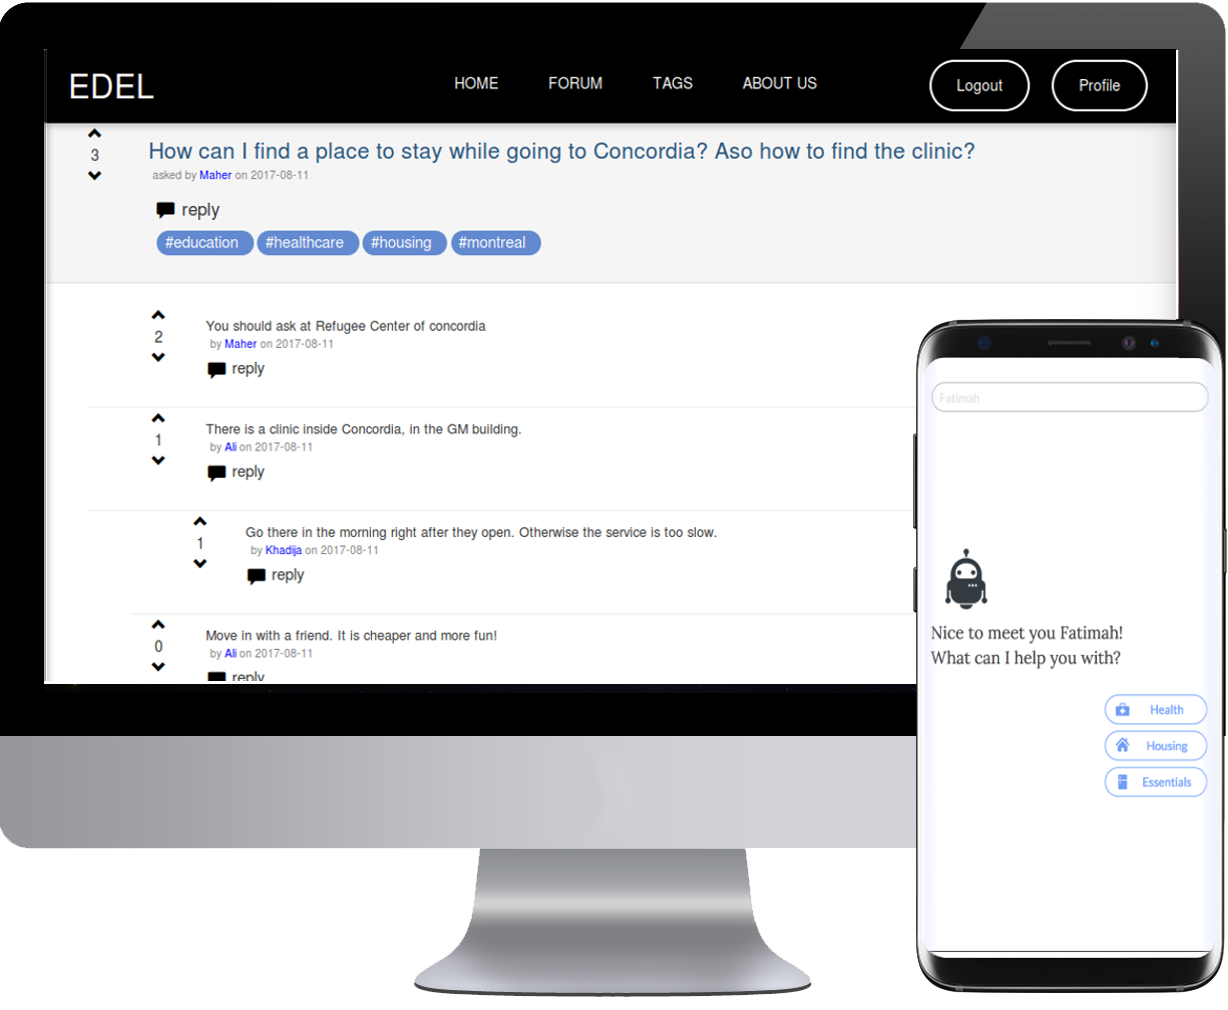 EDEL
HOME FORUM TAGS ABOUT US
Logout Profile
3
How can I find a place to stay while going to Concordia? Aso how to find the clinic?
asked by Maher on 2017-08-11
reply
#education #healthcare #housing #montreal
2
You should ask at Refugee Center of concordia
by Maher on 2017-08-11
reply
1
There is a clinic inside Concordia, in the GM building.
by Ali on 2017-08-11
reply
1
Go there in the morning right after they open. Otherwise the service is too slow.
by Khadija on 2017-08-11
reply
0
Move in with a friend. It is cheaper and more fun!
by Ali on 2017-08-11
reply
Fatimah
Nice to meet you Fatimah!
What can I help you with?
Health
Housing
Essentials